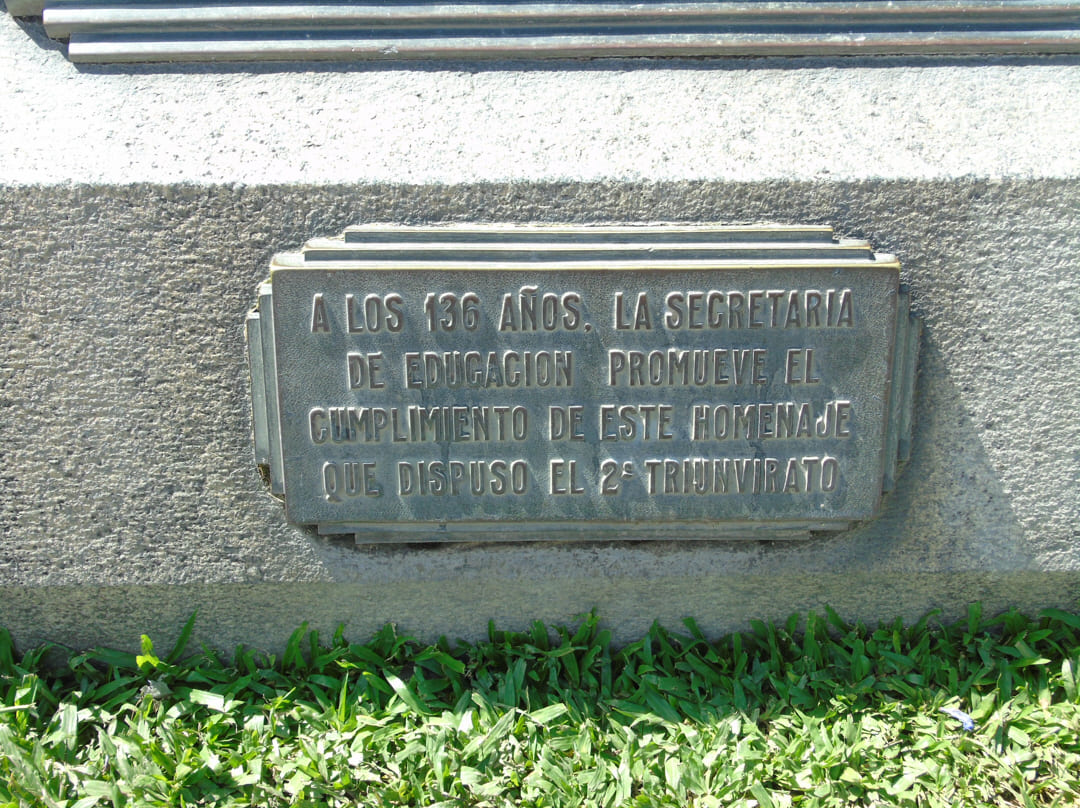 A LOS 136 AÑOS, LA SECRETARIA
DE EDUCACION PROMUEVE EL
CUMPLIMIENTO DE ESTE HOMENAJE
QUE DISPUSO EL 2º TRIUNVIRATO